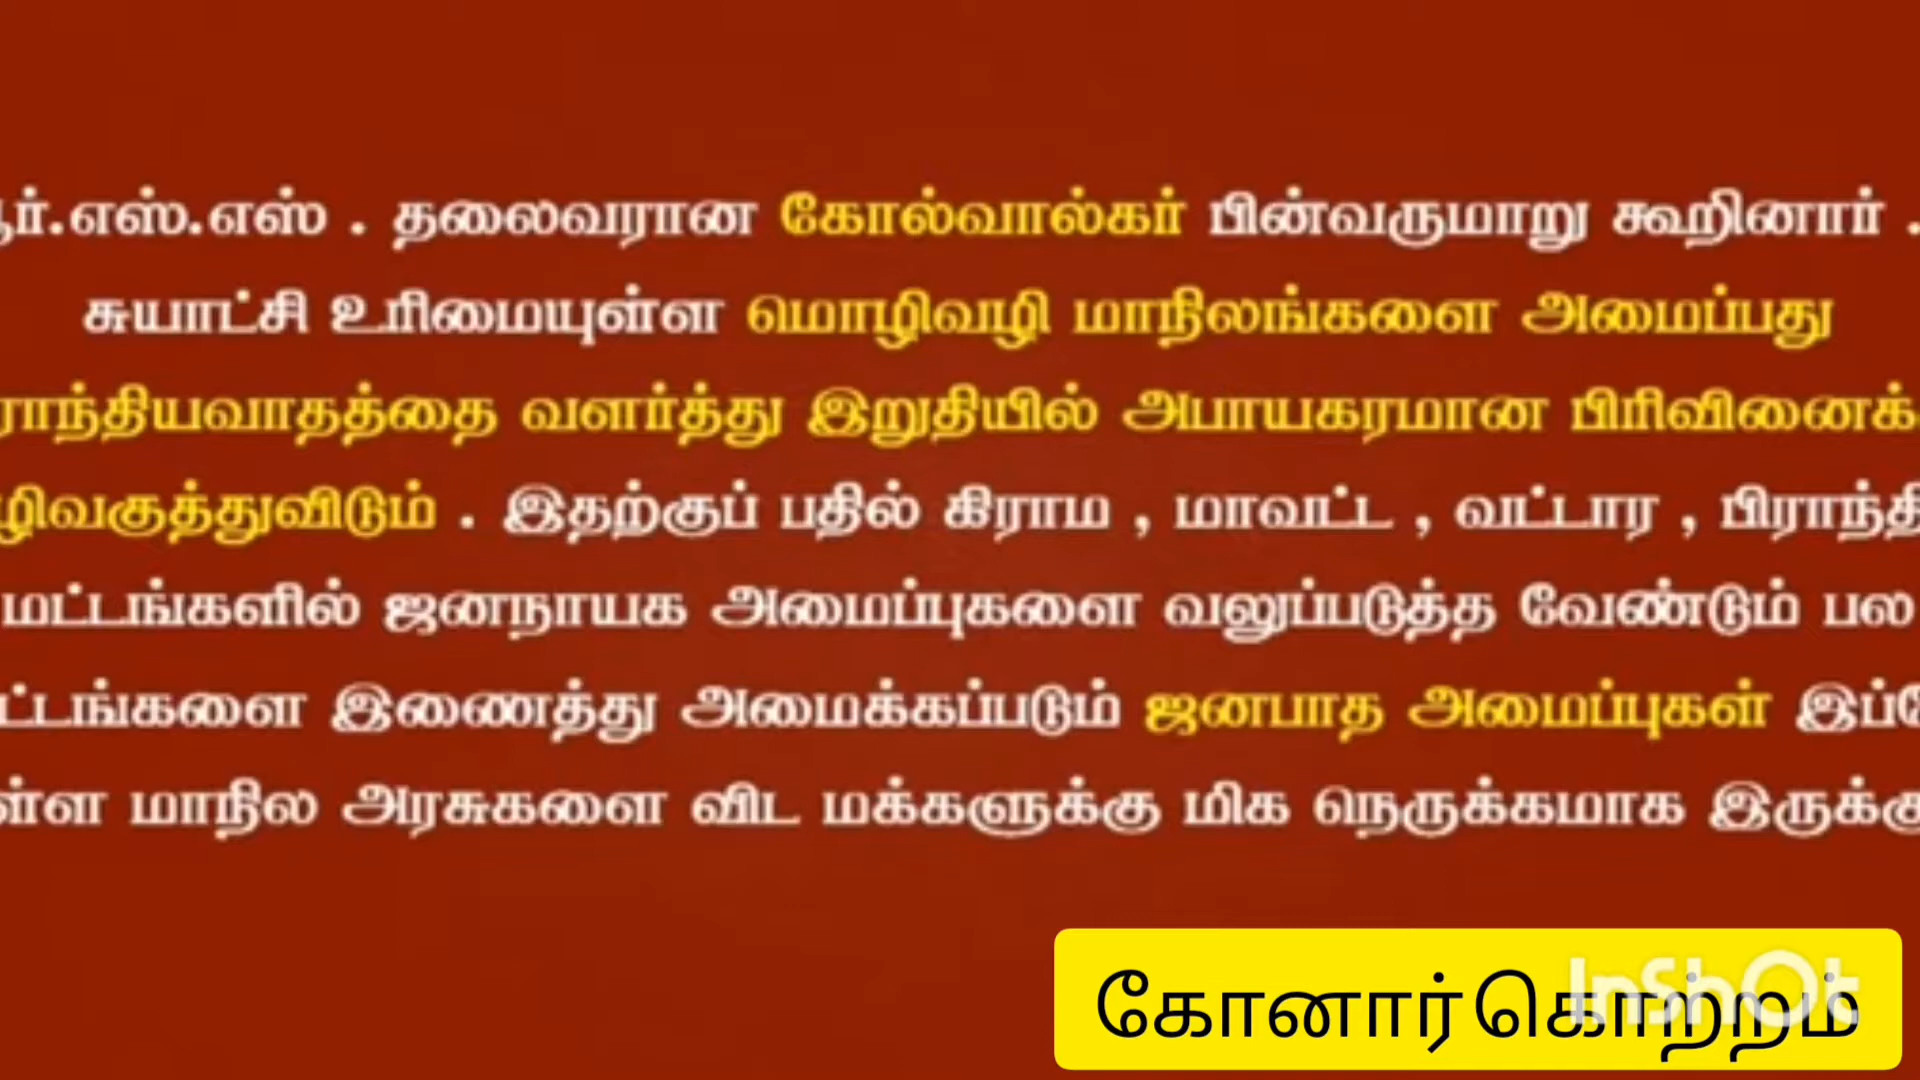 ர்.எஸ்.எஸ் . தலைவரான கோல்வால்கர் பின்வருமாறு கூறினார் .
சுயாட்சி உரிமையுள்ள மொழிவழி மாநிலங்களை அமைப்பது
ராந்தியவாதத்தை வளர்த்து இறுதியில் அபாயகரமான பிரிவினைக்
ழிவகுத்துவிடும் . இதற்குப் பதில் கிராம , மாவட்ட , வட்டார , பிராந்தி
மட்டங்களில் ஜனநாயக அமைப்புகளை வலுப்படுத்த வேண்டும் பல
ட்டங்களை இணைத்து அமைக்கப்படும் ஜனபாத அமைப்புகள் இப்
ள்ள மாநில அரசுகளை விட மக்களுக்கு மிக நெருக்கமாக இருக்கு
கோனார் கொற்றம்
InShOt